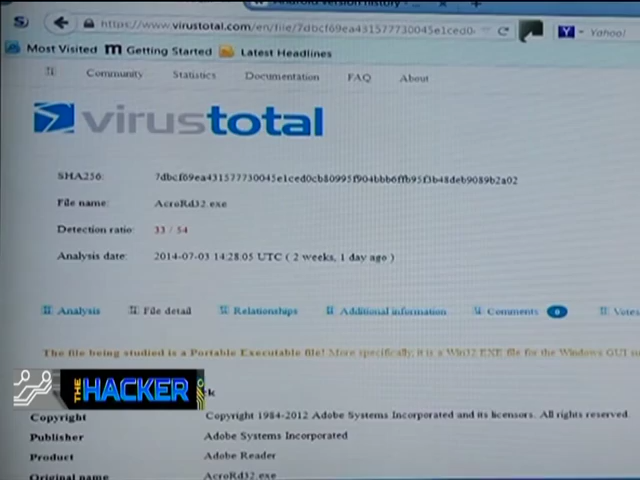 https://www.virustotal.com/en/file/7dbcf69ea431577730045e1ced0
Yahoo!
Most Visited Getting Started Latest Headlines
Community Statistics Documentation FAQ About
virustotal
SHA256: 7dbcf69ea431577730045e1ced0cb80995f904bbb6ffb95f3b48deb9089b2a02
File name: AcroRd32.exe
Detection ratio: 33 / 54
Analysis date: 2014-07-03 14:28:05 UTC ( 2 weeks, 1 day ago )
Analysis File detail Relationships Additional information Comments 0 Votes
The file being studied is a Portable Executable file! More specifically, it is a Win32 EXE file for the Windows GUI
THE HACKER
Copyright Copyright 1984-2012 Adobe Systems Incorporated and its licensors. All rights reserved.
Publisher Adobe Systems Incorporated
Product Adobe Reader
Original name AcroRd32.exe